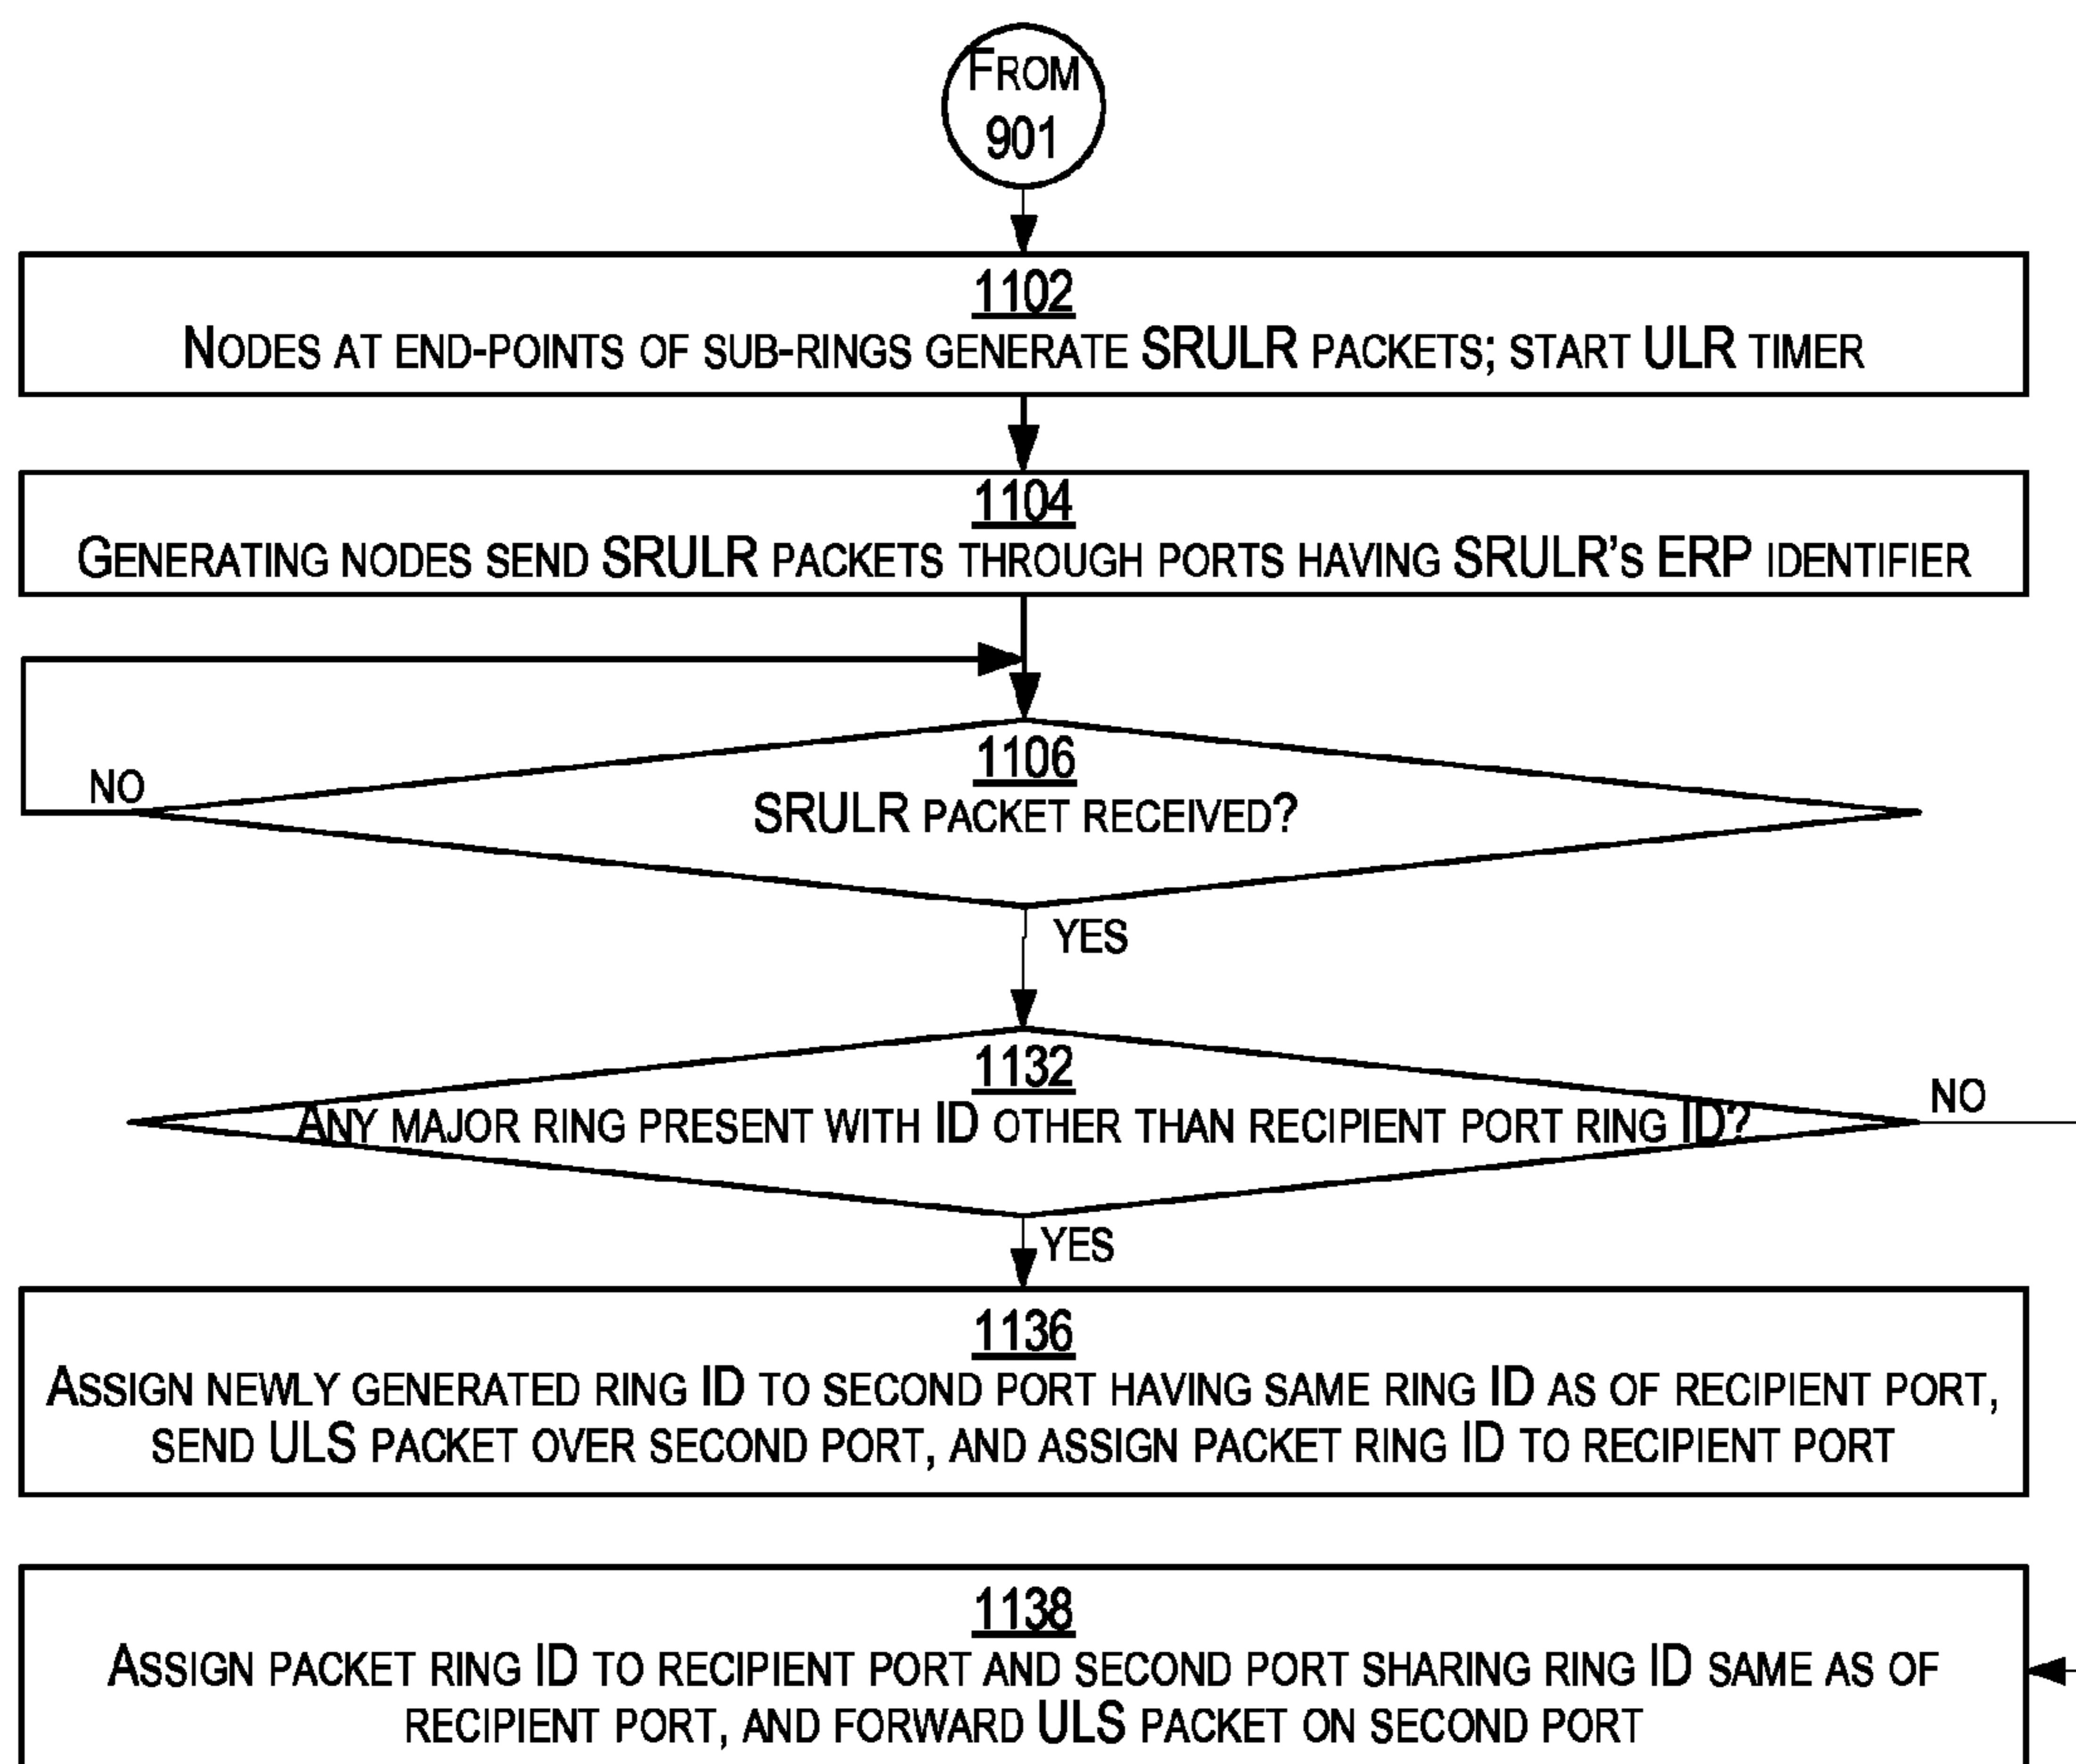 FROM
901
1102
NODES AT END-POINTS OF SUB-RINGS GENERATE SRULR PACKETS; START ULR TIMER
1104
GENERATING NODES SEND SRULR PACKETS THROUGH PORTS HAVING SRULR'S ERP IDENTIFIER
1106
SRULR PACKET RECEIVED?
NO
YES
1132
ANY MAJOR RING PRESENT WITH ID OTHER THAN RECIPIENT PORT RING ID?
NO
YES
1136
ASSIGN NEWLY GENERATED RING ID TO SECOND PORT HAVING SAME RING ID AS OF RECIPIENT PORT,
SEND ULS PACKET OVER SECOND PORT, AND ASSIGN PACKET RING ID TO RECIPIENT PORT
1138
ASSIGN PACKET RING ID TO RECIPIENT PORT AND SECOND PORT SHARING RING ID SAME AS OF
RECIPIENT PORT, AND FORWARD ULS PACKET ON SECOND PORT